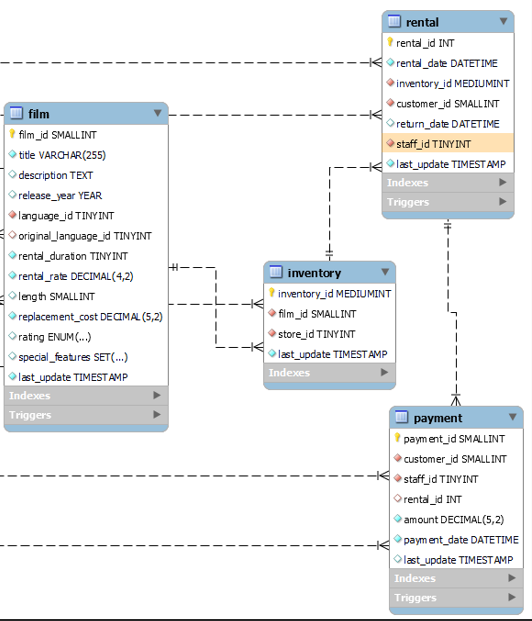 rental
rental_id INT
rental_date DATETIME
inventory_id MEDIUMINT
customer_id SMALLINT
return_date DATETIME
staff_id TINYINT
last_update TIMESTAMP
Indexes
Triggers
film
film_id SMALLINT
title VARCHAR(255)
description TEXT
release_year YEAR
language_id TINYINT
original_language_id TINYINT
rental_duration TINYINT
rental_rate DECIMAL(4,2)
length SMALLINT
replacement_cost DECIMAL(5,2)
rating ENUM(...)
special_features SET(...)
last_update TIMESTAMP
Indexes
Triggers
inventory
inventory_id MEDIUMINT
film_id SMALLINT
store_id TINYINT
last_update TIMESTAMP
Indexes
payment
payment_id SMALLINT
customer_id SMALLINT
staff_id TINYINT
rental_id INT
amount DECIMAL(5,2)
payment_date DATETIME
last_update TIMESTAMP
Indexes
Triggers